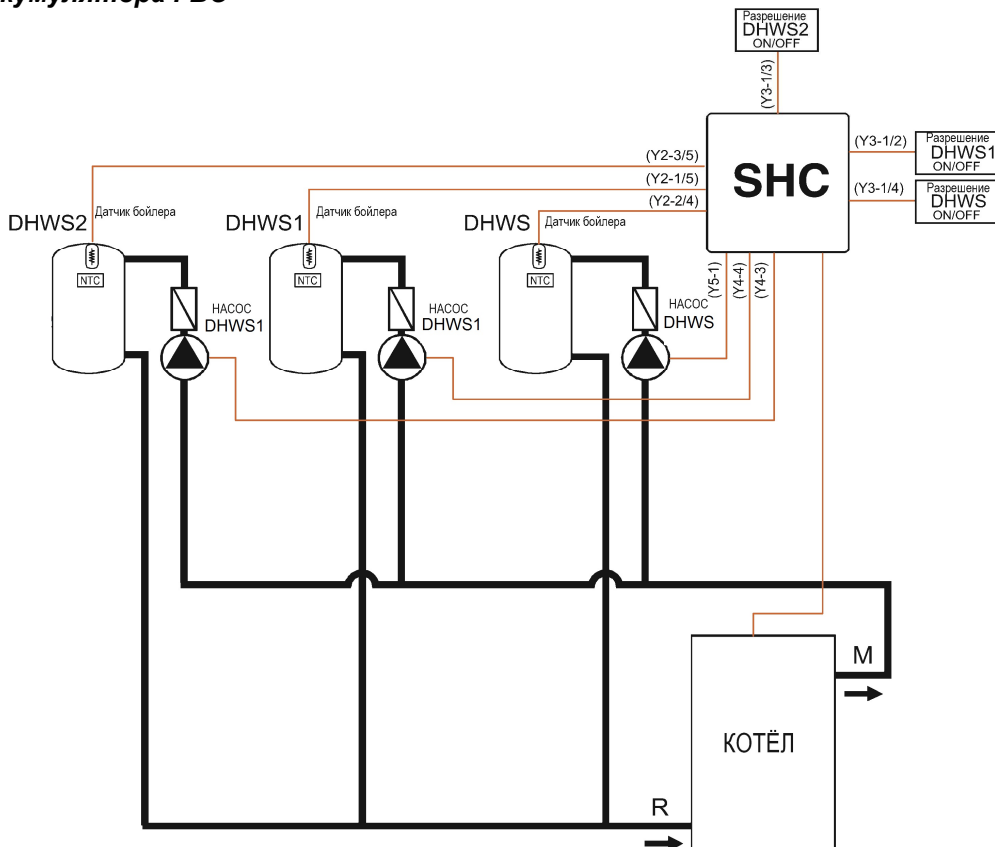 кумулятора ГВС
Разрешение
DHWS2
ON/OFF
(Y3-1/3)
SHC
(Y3-1/2)
Разрешение
DHWS1
ON/OFF
(Y3-1/4)
Разрешение
DHWS
ON/OFF
(Y2-3/5)
(Y2-1/5)
(Y2-2/4)
DHWS2
Датчик бойлера
DHWS1
Датчик бойлера
DHWS
Датчик бойлера
NTC
NTC
NTC
НАСОС
DHWS1
НАСОС
DHWS1
НАСОС
DHWS
(Y5-1)
(Y4-4)
(Y4-3)
M
КОТЁЛ
R